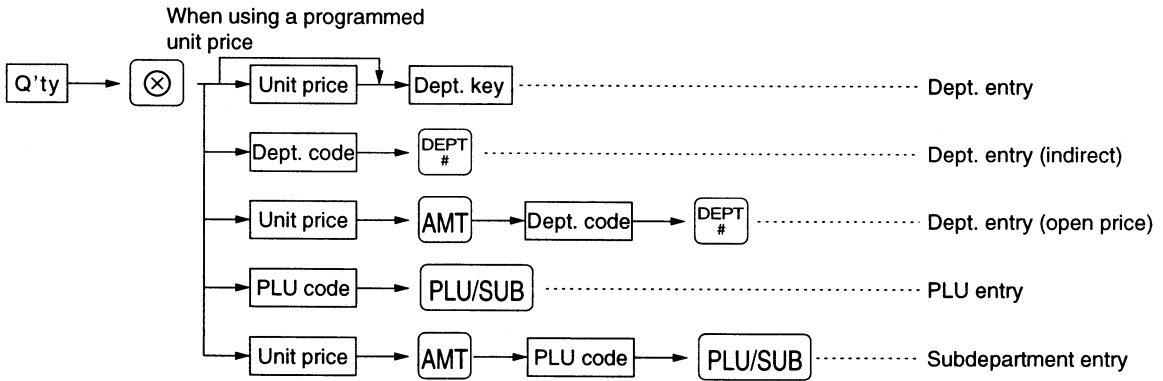 When using a programmed
unit price
Q'ty ⊗ Unit price Dept. key Dept. entry
Dept. code DEPT # Dept. entry (indirect)
Unit price AMT Dept. code DEPT # Dept. entry (open price)
PLU code PLU/SUB PLU entry
Unit price AMT PLU code PLU/SUB Subdepartment entry